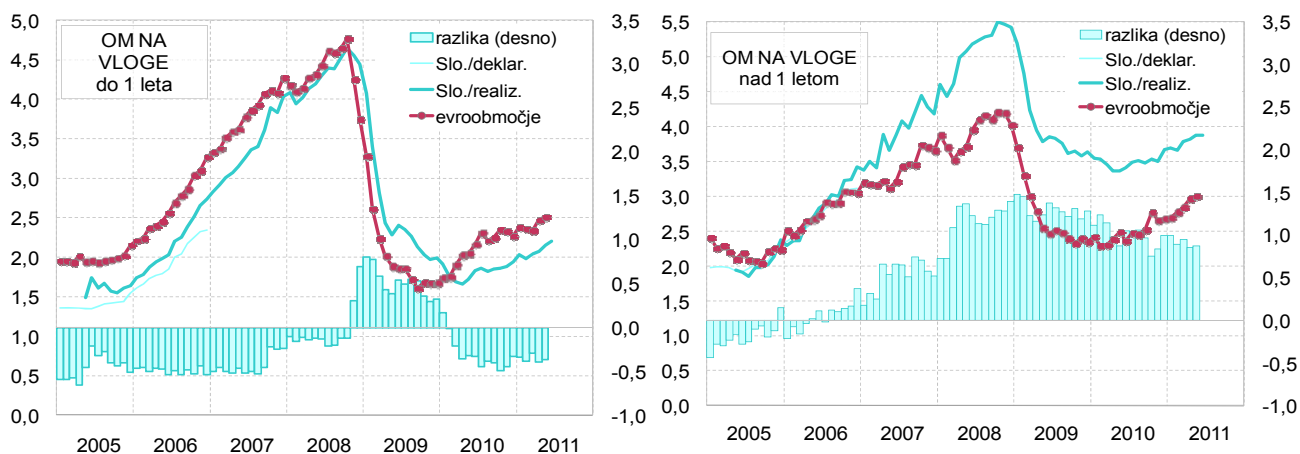 5,0
4,5
4,0
3,5
3,0
2,5
2,0
1,5
1,0
0,5
0,0
OM NA
VLOGE
do 1 leta
razlika (desno)
Slo./deklar.
Slo./realiz.
evroobmočje
3,5
3,0
2,5
2,0
1,5
1,0
0,5
0,0
-0,5
-1,0
2005 2006 2007 2008 2009 2010 2011
5,5
5,0
4,5
4,0
3,5
3,0
2,5
2,0
1,5
1,0
0,5
0,0
OM NA VLOGE
nad 1 letom
razlika (desno)
Slo./deklar.
Slo./realiz.
evroobmočje
3,5
3,0
2,5
2,0
1,5
1,0
0,5
0,0
-0,5
-1,0
2005 2006 2007 2008 2009 2010 2011